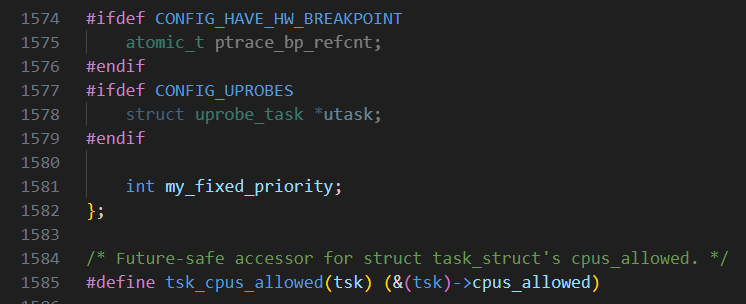 1574 #ifdef CONFIG_HAVE_HW_BREAKPOINT
1575     atomic_t ptrace_bp_refcnt;
1576 #endif
1577 #ifdef CONFIG_UPROBES
1578     struct uprobe_task *utask;
1579 #endif
1580
1581     int my_fixed_priority;
1582 };
1583
1584 /* Future-safe accessor for struct task_struct's cpus_allowed. */
1585 #define tsk_cpus_allowed(tsk) (&(tsk)->cpus_allowed)